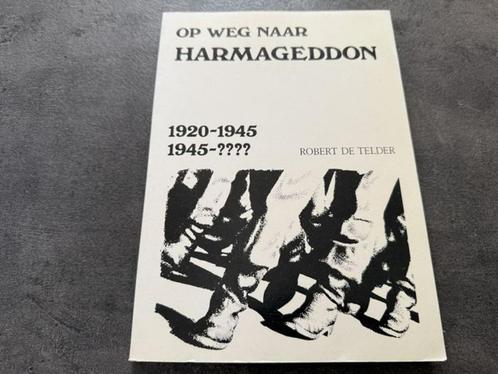 OP WEG NAAR
HARMAGEDDON
1920-1945
1945-????
ROBERT DE TELDER